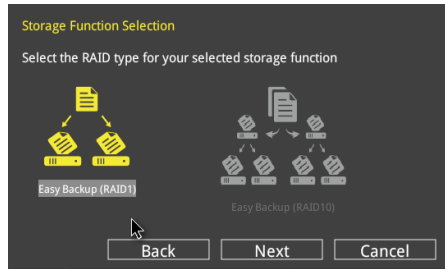 Storage Function Selection
Select the RAID type for your selected storage function
Easy Backup (RAID1)
Easy Backup (RAID10)
Back
Next
Cancel